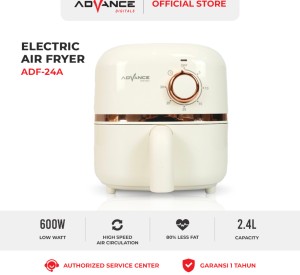 ADVANCE
DIGITALS
OFFICIAL STORE
ELECTRIC
AIR FRYER
ADF-24A
ADVANCE
600W
LOW WATT
HIGH SPEED
AIR CIRCULATION
80% LESS FAT
2.4L
CAPACITY
AUTHORIZED SERVICE CENTER
GARANSI 1 TAHUN